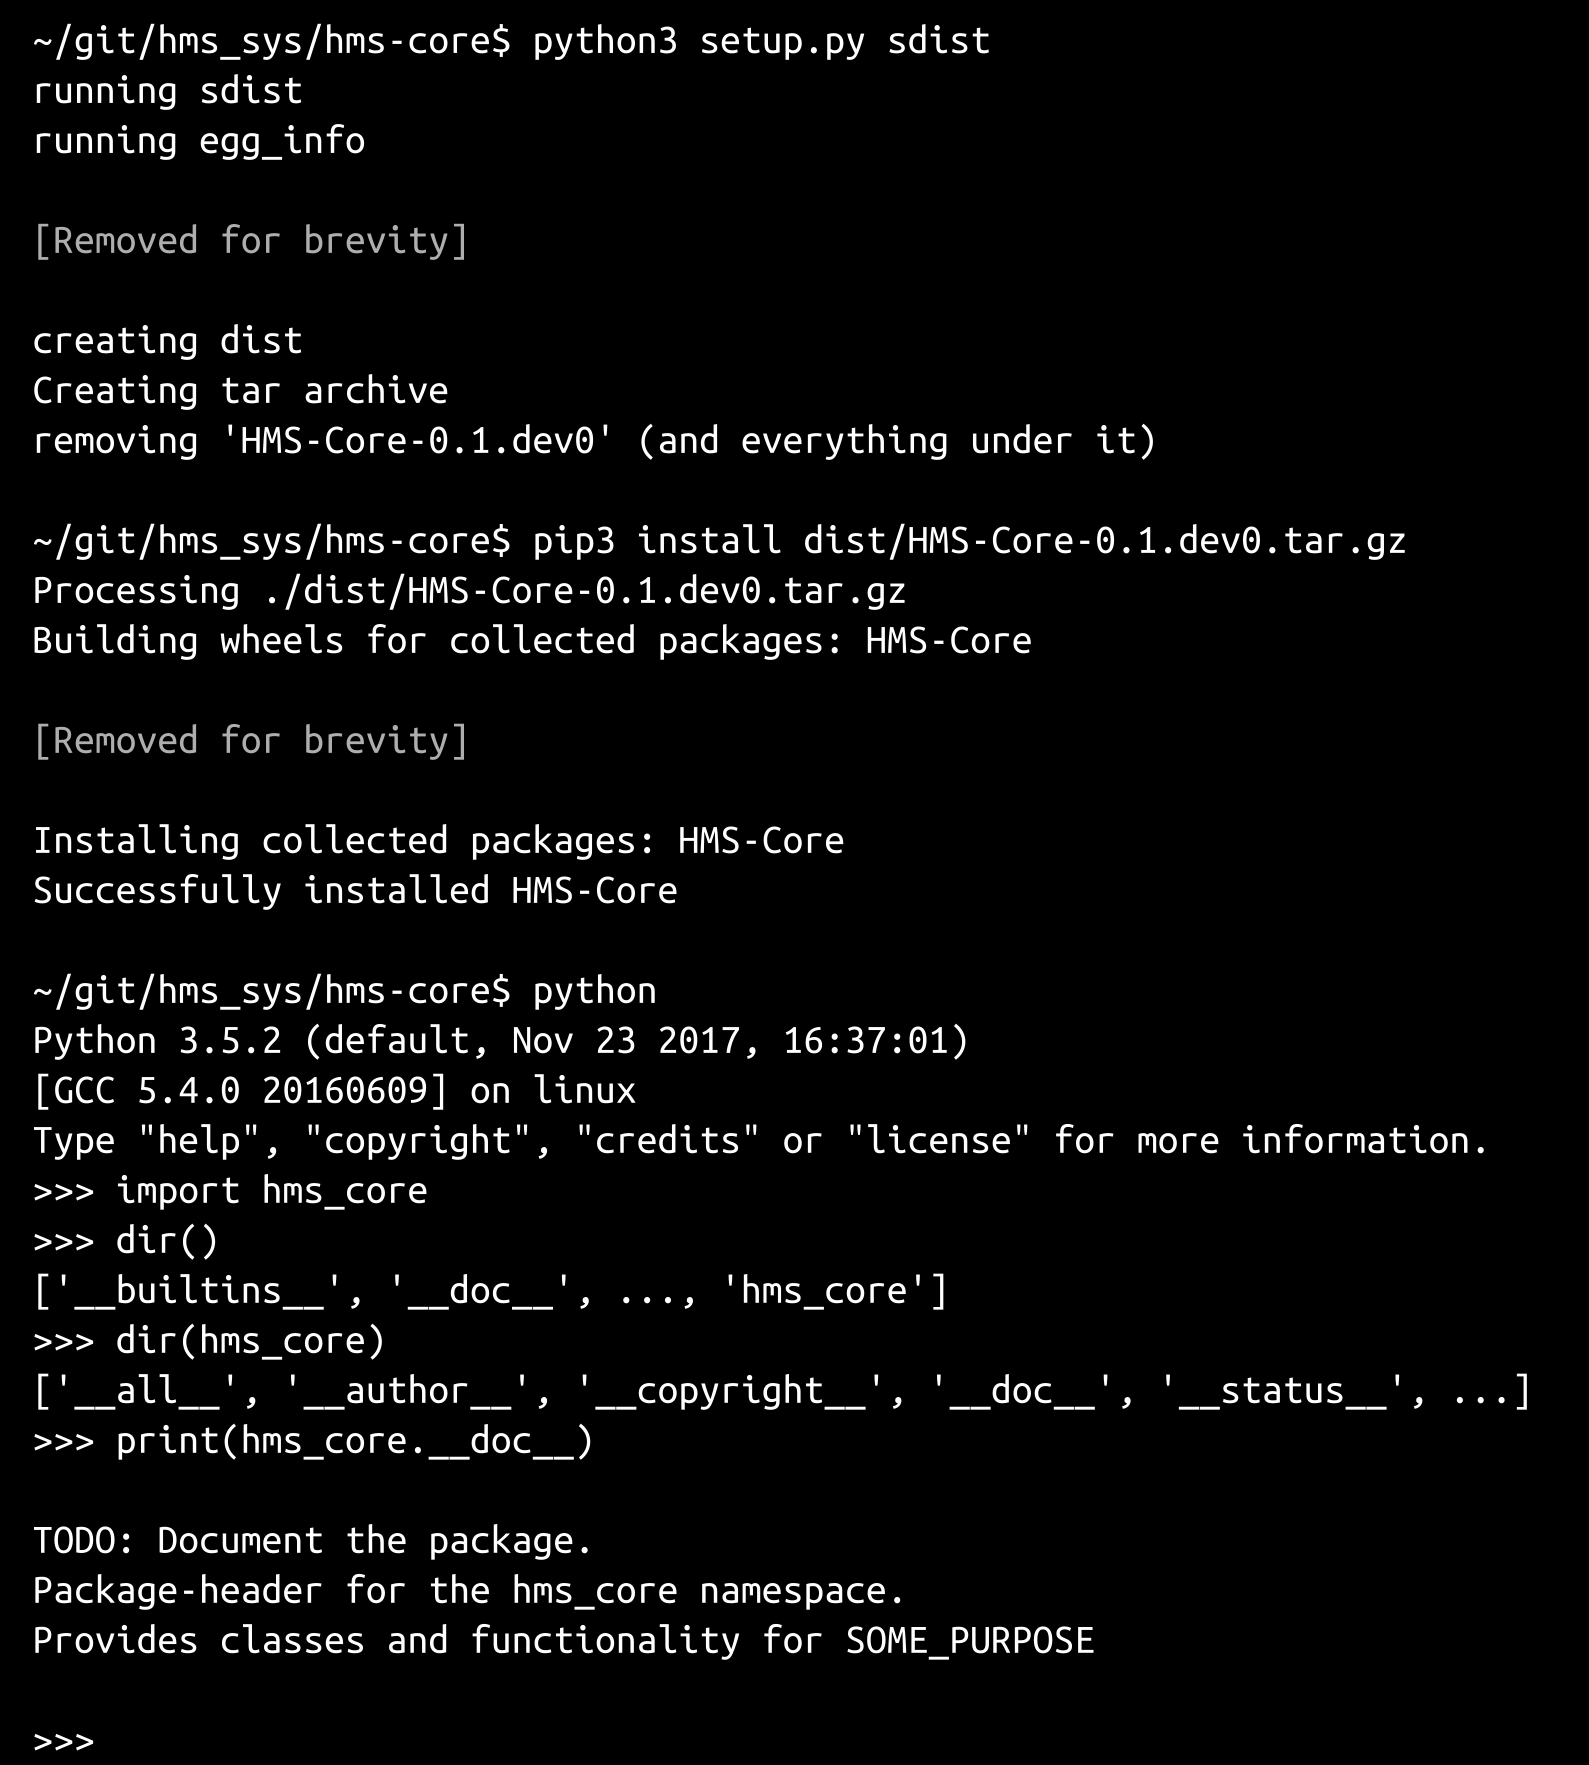 ~/git/hms_sys/hms-core$ python3 setup.py sdist
running sdist
running egg_info
[Removed for brevity]
creating dist
Creating tar archive
removing 'HMS-Core-0.1.dev0' (and everything under it)
~/git/hms_sys/hms-core$ pip3 install dist/HMS-Core-0.1.dev0.tar.gz
Processing ./dist/HMS-Core-0.1.dev0.tar.gz
Building wheels for collected packages: HMS-Core
[Removed for brevity]
Installing collected packages: HMS-Core
Successfully installed HMS-Core
~/git/hms_sys/hms-core$ python
Python 3.5.2 (default, Nov 23 2017, 16:37:01)
[GCC 5.4.0 20160609] on linux
Type "help", "copyright", "credits" or "license" for more information.
>>> import hms_core
>>> dir()
['__builtins__', '__doc__', ..., 'hms_core']
>>> dir(hms_core)
['__all__', '__author__', '__copyright__', '__doc__', '__status__', ...]
>>> print(hms_core.__doc__)
TODO: Document the package.
Package-header for the hms_core namespace.
Provides classes and functionality for SOME_PURPOSE
>>>